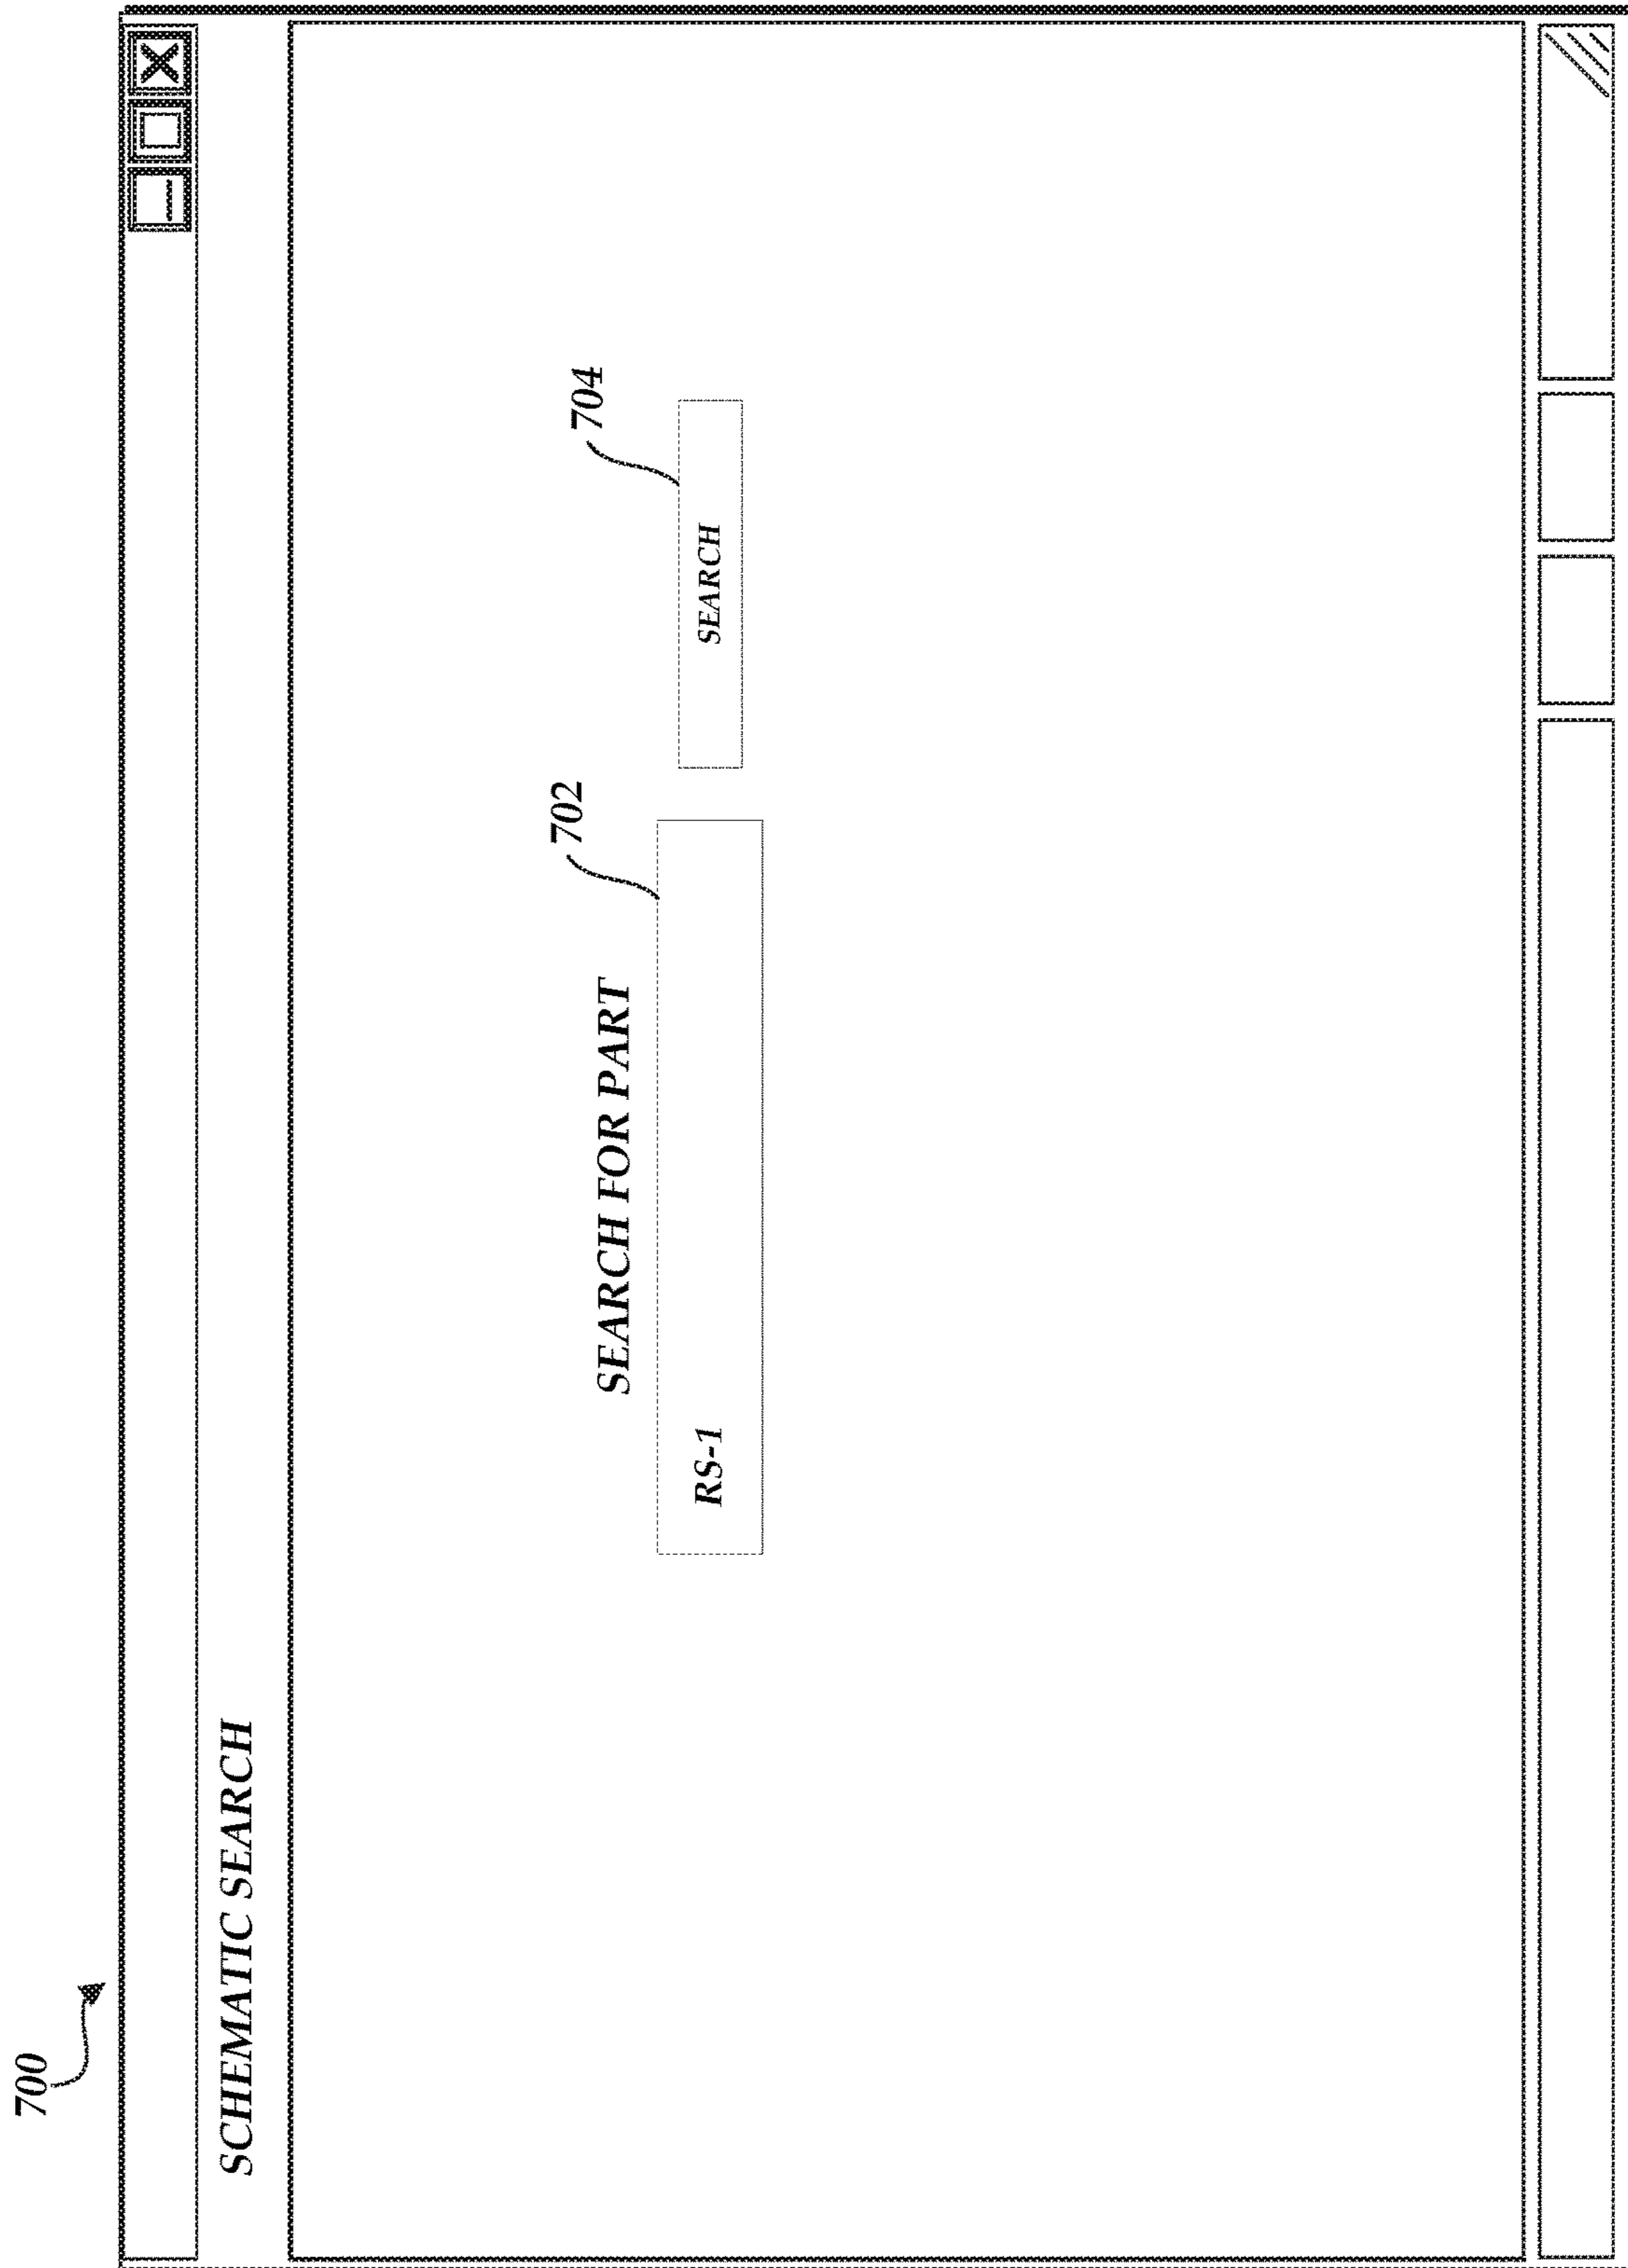 700
SCHEMATIC SEARCH
SEARCH FOR PART
702
704
RS-1
SEARCH